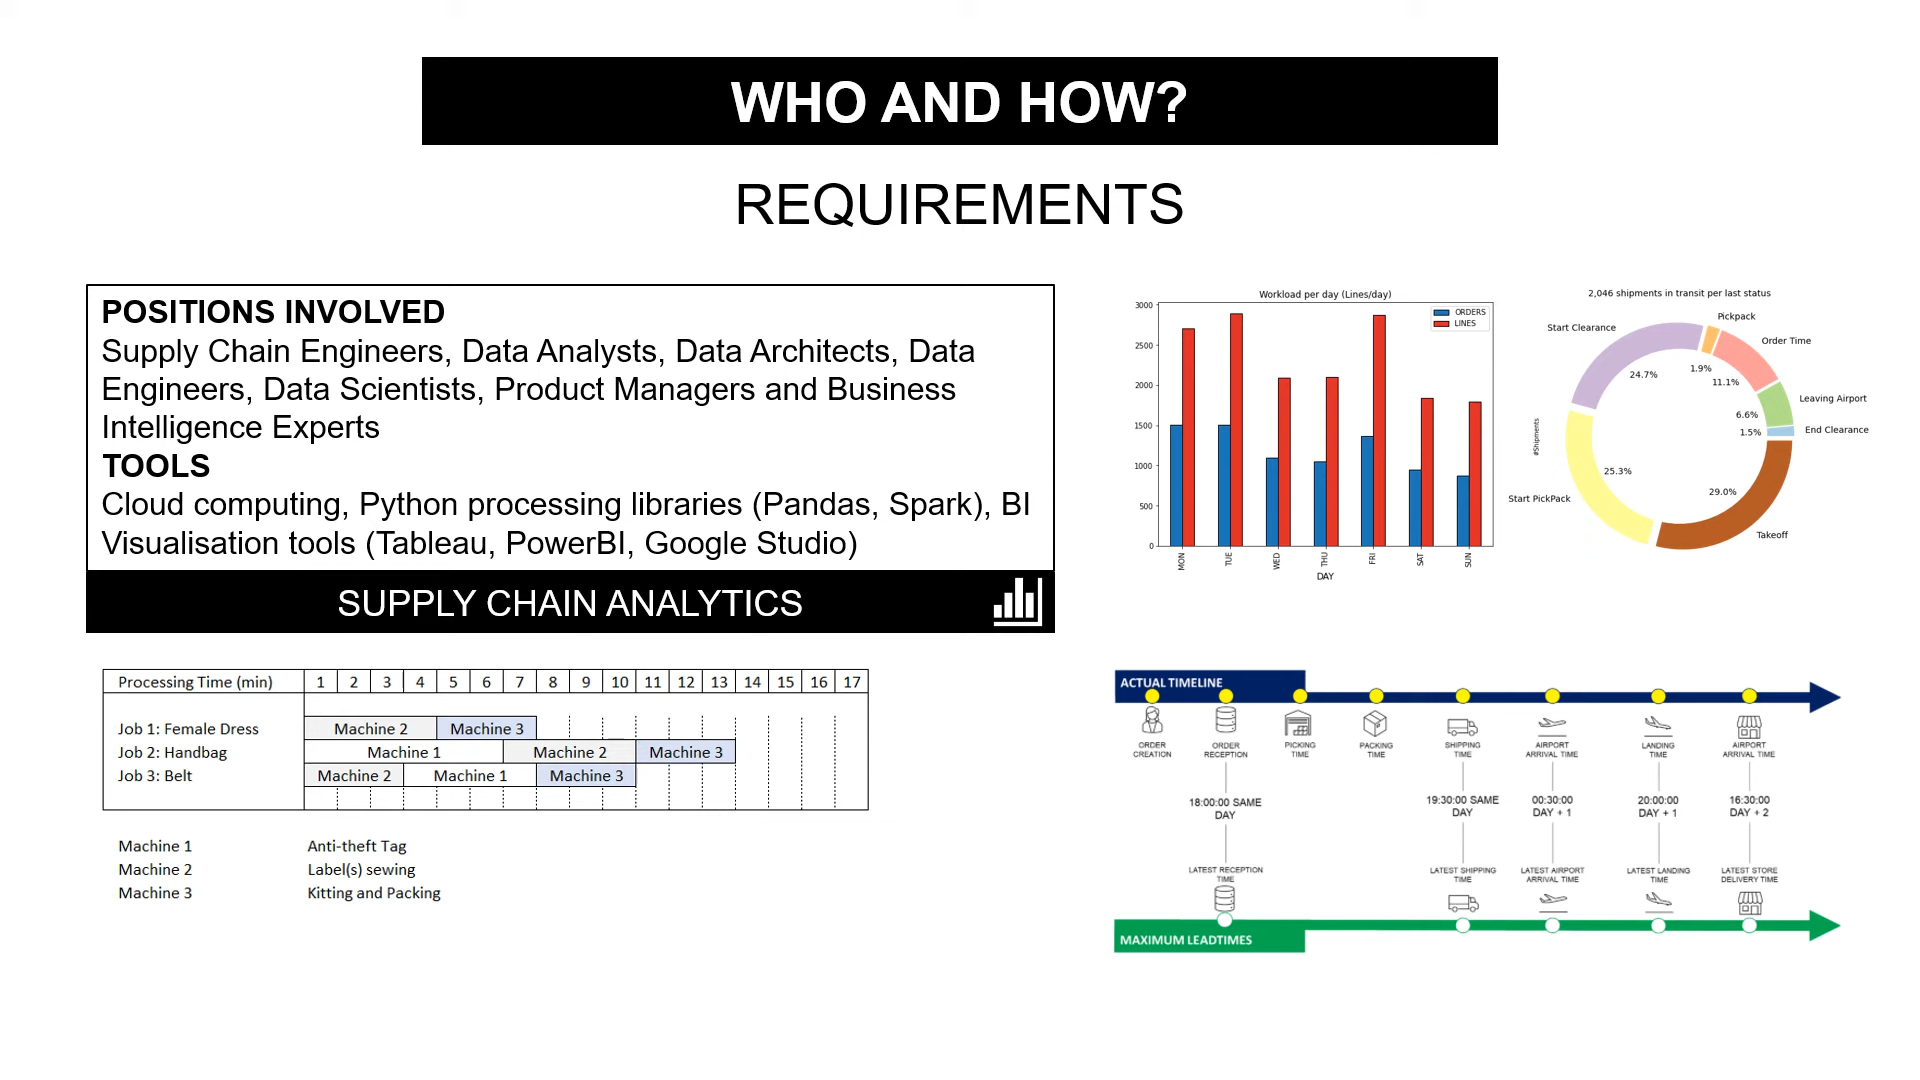 WHO AND HOW?
REQUIREMENTS
POSITIONS INVOLVED
Supply Chain Engineers, Data Analysts, Data Architects, Data
Engineers, Data Scientists, Product Managers and Business
Intelligence Experts
TOOLS
Cloud computing, Python processing libraries (Pandas, Spark), BI
Visualisation tools (Tableau, PowerBI, Google Studio)
SUPPLY CHAIN ANALYTICS
Workload per day (Lines/day)
ORDERS
LINES
3000
2500
2000
1500
1000
500
0
MON TUE WED THU FRI SAT SUN
DAY
2,046 shipments in transit per last status
Pickpack
Start Clearance
Order Time
1.9%
24.7%
11.1%
Leaving Airport
6.6%
End Clearance
1.5%
#Shipments
25.3%
29.0%
Start PickPack
Takeoff
Processing Time (min) 1 2 3 4 5 6 7 8 9 10 11 12 13 14 15 16 17
Job 1: Female Dress Machine 2 Machine 3
Job 2: Handbag Machine 1 Machine 2 Machine 3
Job 3: Belt Machine 2 Machine 1 Machine 3
Machine 1 Anti-theft Tag
Machine 2 Label(s) sewing
Machine 3 Kitting and Packing
ACTUAL TIMELINE
ORDER CREATION
ORDER RECEPTION
PICKING TIME
PACKING TIME
SHIPPING TIME
AIRPORT ARRIVAL TIME
LANDING TIME
AIRPORT ARRIVAL TIME
18:00:00 SAME DAY
19:30:00 SAME DAY
00:30:00 DAY + 1
20:00:00 DAY + 1
16:30:00 DAY + 2
LATEST RECEPTION TIME
LATEST SHIPPING TIME
LATEST AIRPORT ARRIVAL TIME
LATEST LANDING TIME
LATEST STORE DELIVERY TIME
MAXIMUM LEADTIMES